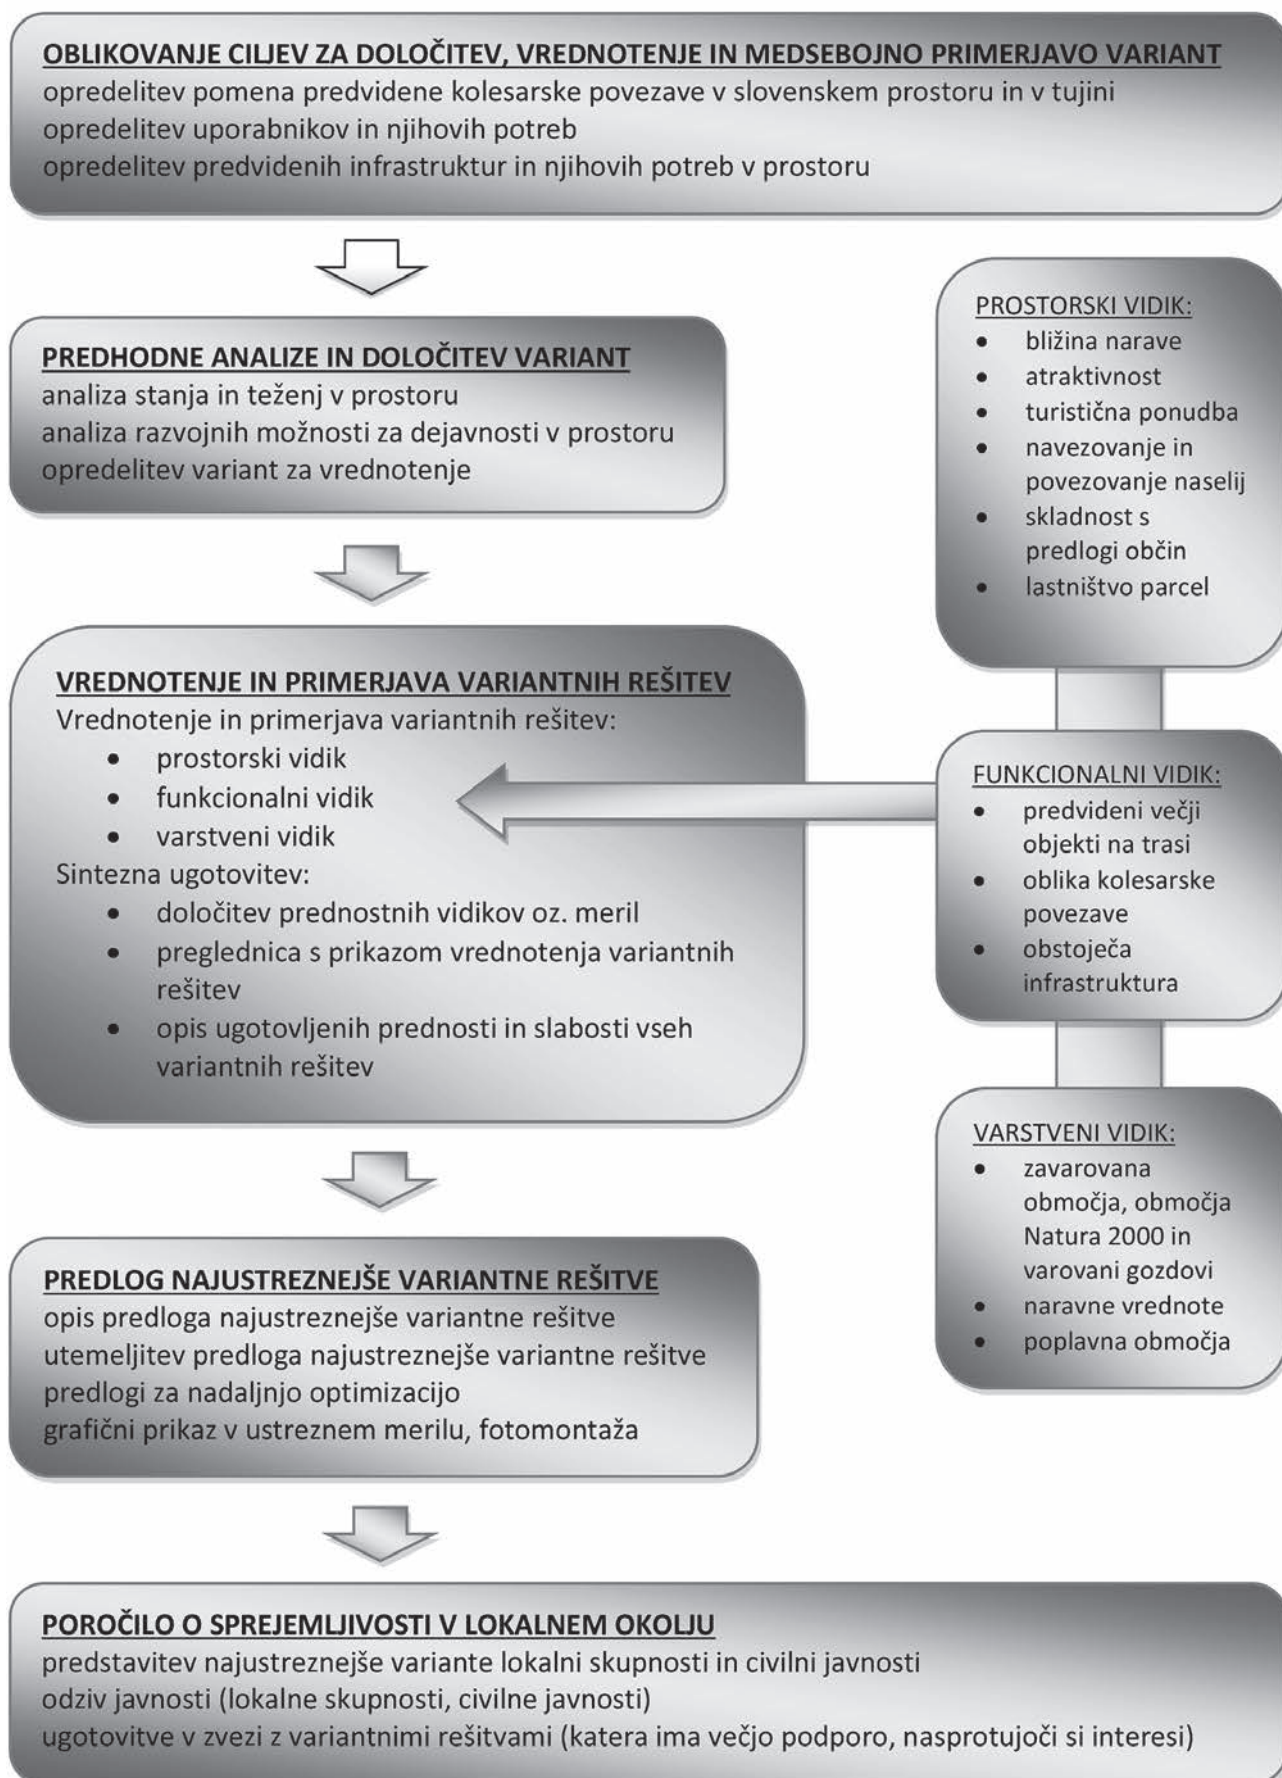 OBLIKOVANJE CILJEV ZA DOLOČITEV, VREDNOTENJE IN MEDSEBOJNO PRIMERJAVO VARIANT
opredelitev pomena predvidene kolesarske povezave v slovenskem prostoru in v tujini
opredelitev uporabnikov in njihovih potreb
opredelitev predvidenih infrastruktur in njihovih potreb v prostoru
PREDHODNE ANALIZE IN DOLOČITEV VARIANT
analiza stanja in teženj v prostoru
analiza razvojnih možnosti za dejavnosti v prostoru
opredelitev variant za vrednotenje
VREDNOTENJE IN PRIMERJAVA VARIANTNIH REŠITEV
Vrednotenje in primerjava variantnih rešitev:
• prostorski vidik
• funkcionalni vidik
• varstveni vidik
Sintezna ugotovitev:
• določitev prednostnih vidikov oz. meril
• preglednica s prikazom vrednotenja variantnih
rešitev
• opis ugotovljenih prednosti in slabosti vseh
variantnih rešitev
PROSTORSKI VIDIK:
• bližina narave
• atraktivnost
• turistična ponudba
• navezovanje in
povezovanje naselij
• skladnost s
predlogi občin
• lastništvo parcel
FUNKCIONALNI VIDIK:
• predvideni večji
objekti na trasi
• oblika kolesarske
povezave
• obstoječa
infrastruktura
VARSTVENI VIDIK:
• zavarovana
območja, območja
Natura 2000 in
varovani gozdovi
• naravne vrednote
• poplavna območja
PREDLOG NAJUSTREZNEJŠE VARIANTNE REŠITVE
opis predloga najustreznejše variantne rešitve
utemeljitev predloga najustreznejše variantne rešitve
predlogi za nadaljnjo optimizacijo
grafični prikaz v ustreznem merilu, fotomontaža
POROČILO O SPREJEMLJIVOSTI V LOKALNEM OKOLJU
predstavitev najustreznejše variante lokalni skupnosti in civilni javnosti
odziv javnosti (lokalne skupnosti, civilne javnosti)
ugotovitve v zvezi z variantnimi rešitvami (katera ima večjo podporo, nasprotujoči si interesi)